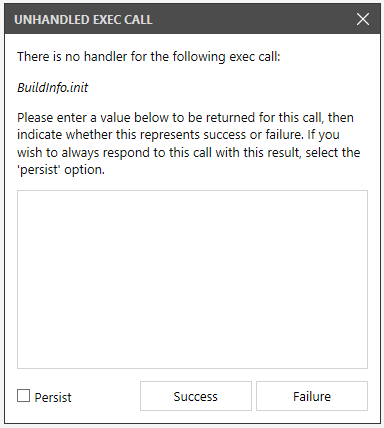 UNHANDLED EXEC CALL
There is no handler for the following exec call:
BuildInfo.init
Please enter a value below to be returned for this call, then
indicate whether this represents success or failure. If you
wish to always respond to this call with this result, select the
'persist' option.
Persist
Success
Failure